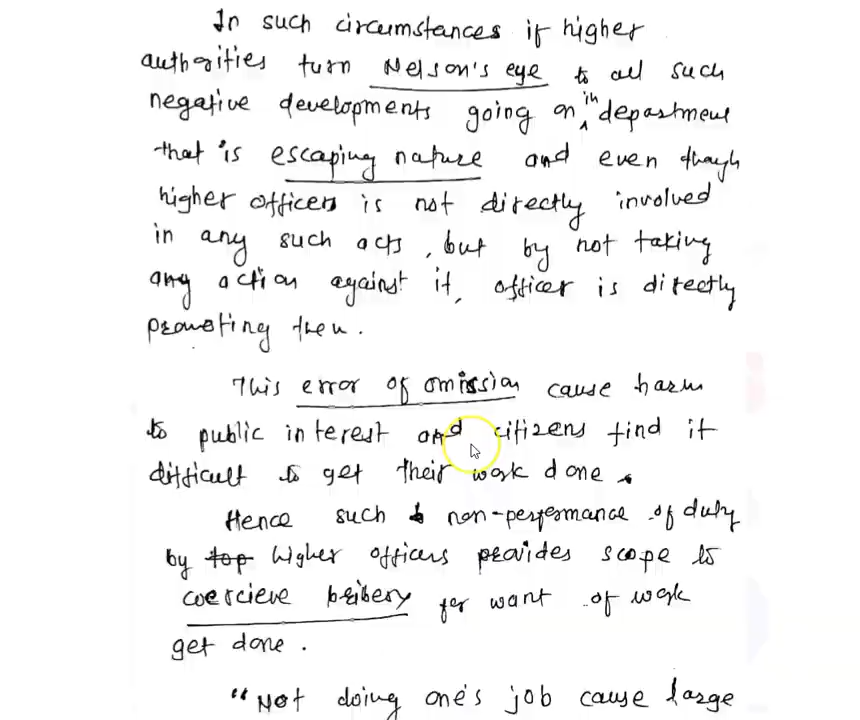 In such circumstances if higher
authorities turn Nelson's eye to all such
negative developments going on in department
that is escaping nature and even though
higher officers is not directly involved
in any such acts, but by not taking
any action against it, officer is directly
promoting them.
This error of omission cause harm
to public interest and citizens find it
difficult to get their work done.
Hence such non-performance of duty
by top higher officers provides scope to
coercieve bribery for want of work
get done.
"Not doing one's job cause large